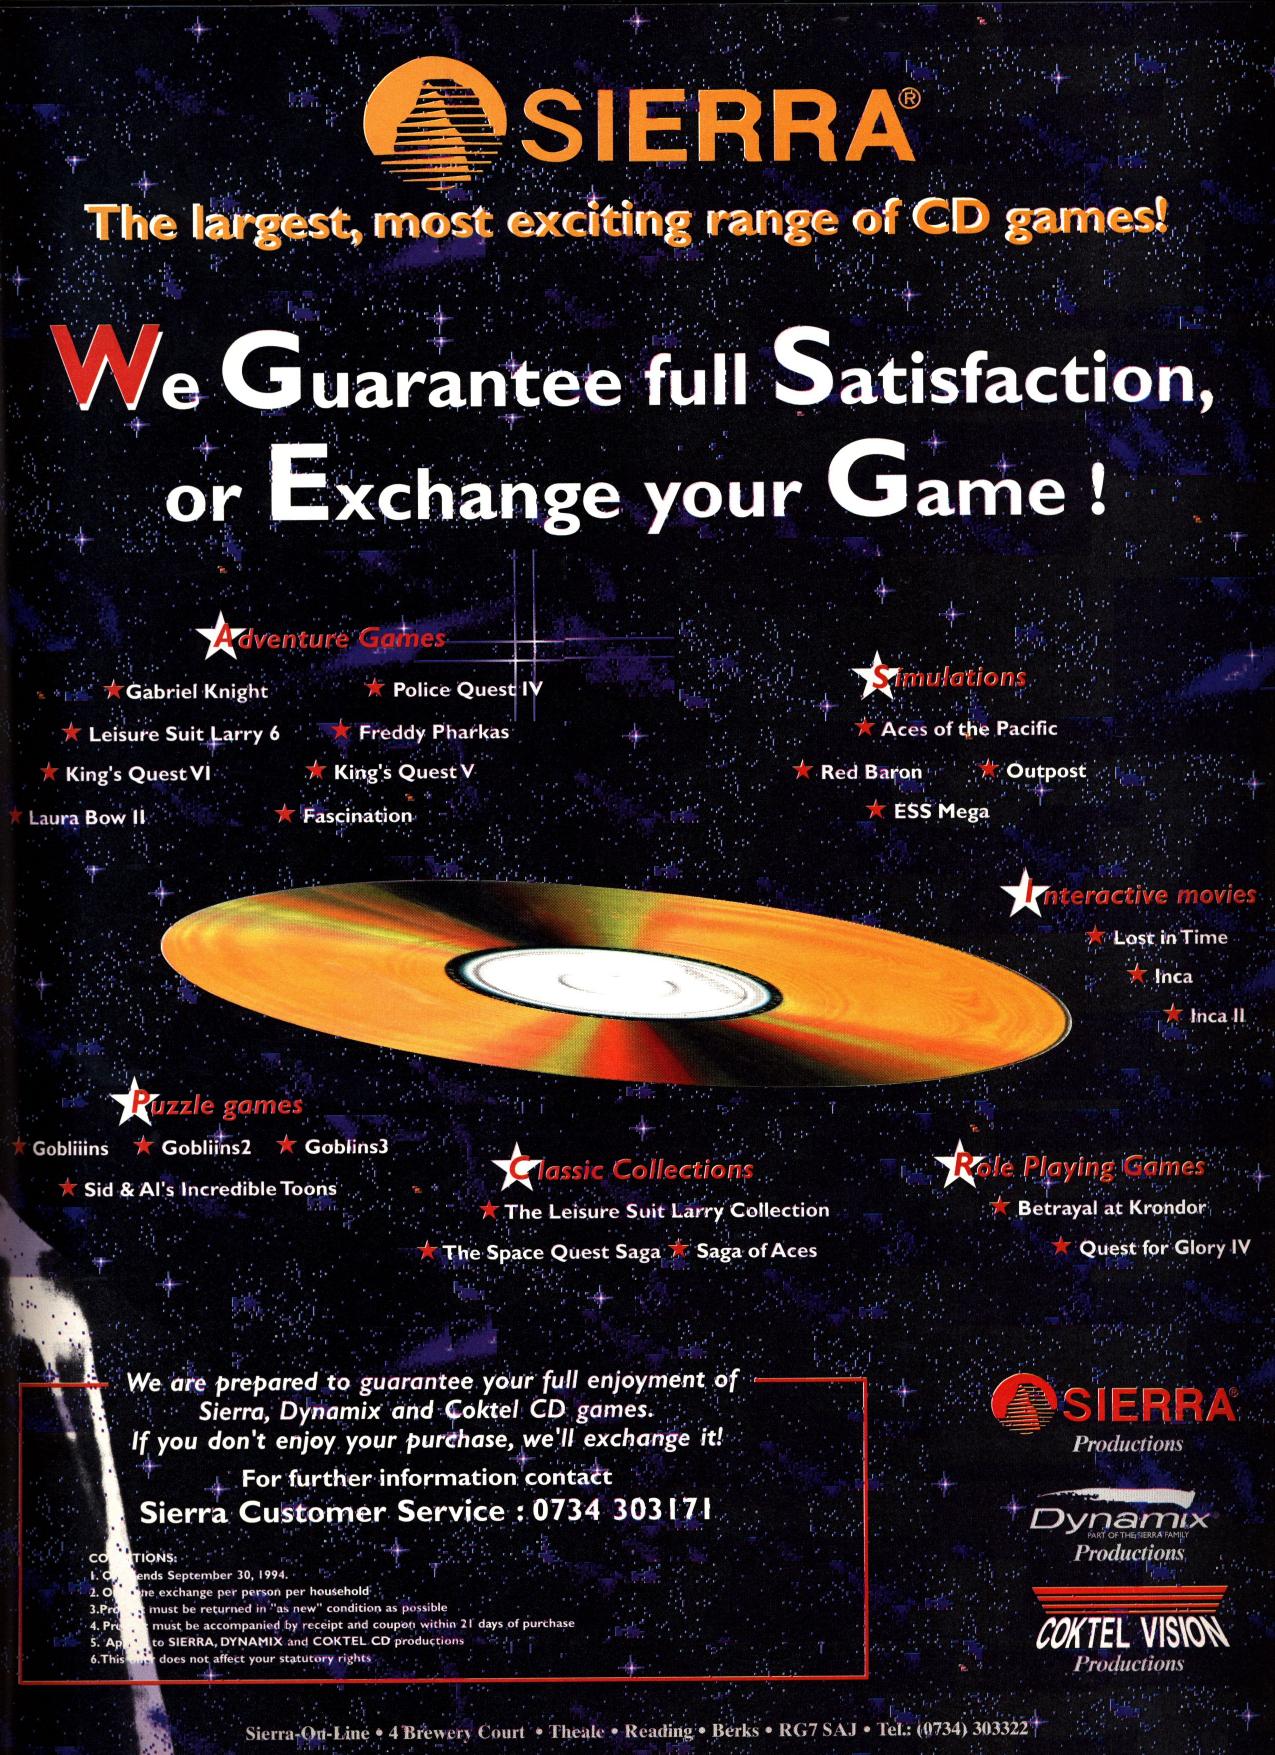 SIERRA®
The largest, most exciting range of CD games!
We Guarantee full Satisfaction,
or Exchange your Game !
Adventure Games
Gabriel Knight
Police Quest IV
Leisure Suit Larry 6
Freddy Pharkas
King's Quest VI
King's Quest V
Laura Bow II
Fascination
Simulations
Aces of the Pacific
Red Baron
Outpost
ESS Mega
Interactive movies
Lost in Time
Inca
Inca II
Puzzle games
Gobliiins
Gobliins2
Goblins3
Sid & Al's Incredible Toons
Classic Collections
The Leisure Suit Larry Collection
The Space Quest Saga
Saga of Aces
Role Playing Games
Betrayal at Krondor
Quest for Glory IV
We are prepared to guarantee your full enjoyment of
Sierra, Dynamix and Coktel CD games.
If you don't enjoy your purchase, we'll exchange it!
For further information contact
Sierra Customer Service : 0734 303171
1. ends September 30, 1994.
2. exchange per person per household
3. must be returned in "as new" condition as possible
4. must be accompanied by receipt and coupon within 21 days of purchase
5. to SIERRA, DYNAMIX and COKTEL CD productions
6.This does not affect your statutory rights
SIERRA®
Productions
Dynamix
PART OF THE SIERRA FAMILY
Productions
COKTEL VISION
Productions
Sierra-On-Line • 4 Brewery Court • Theale • Reading • Berks • RG7 SAJ • Tel.: (0734) 303322